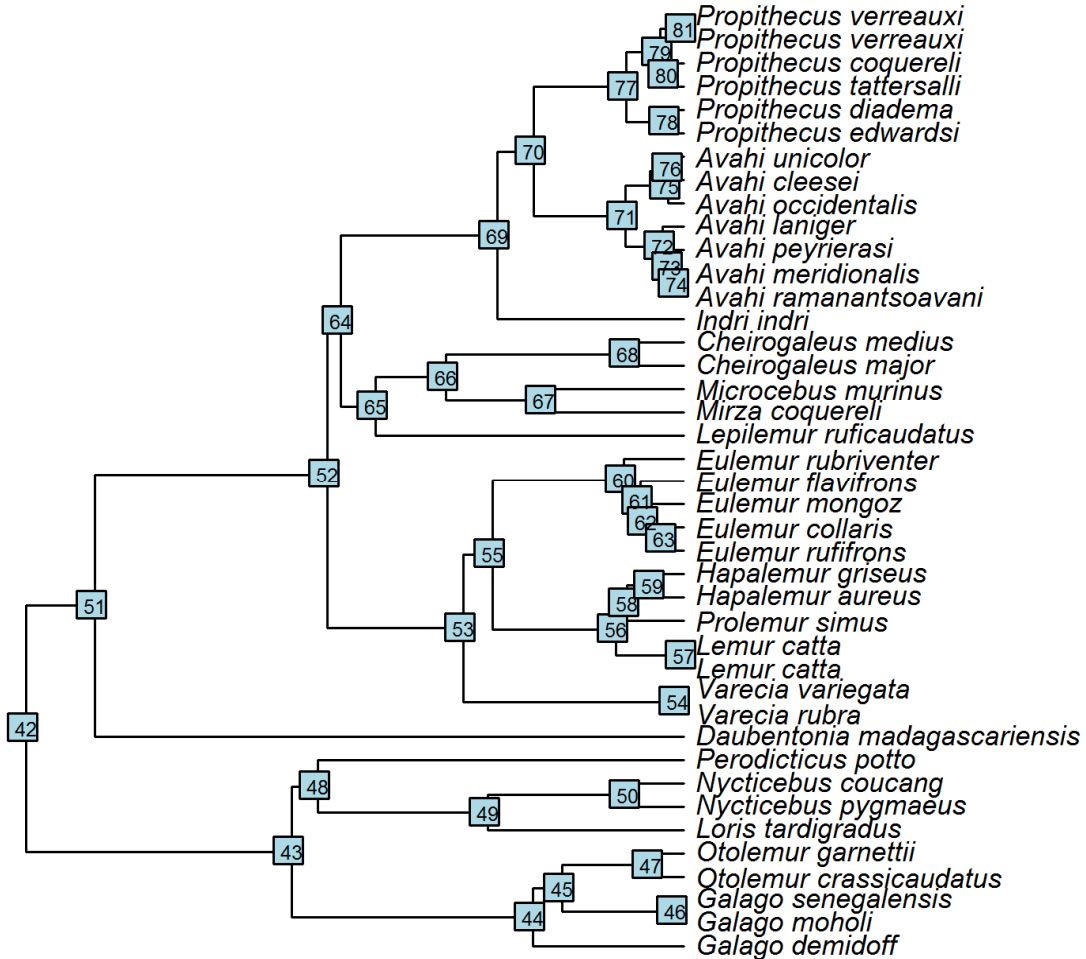 81 Propithecus verreauxi
79 Propithecus verreauxi
Propithecus coquereli
80
77 Propithecus tattersalli
Propithecus diadema
78
Propithecus edwardsi
70
76 Avahi unicolor
75 Avahi cleesei
Avahi occidentalis
71
Avahi laniger
69
72 Avahi peyrierasi
73 Avahi meridionalis
74
Avahi ramanantsoavani
64 Indri indri
Cheirogaleus medius
68
Cheirogaleus major
66
Microcebus murinus
67
65 Mirza coquereli
Lepilemur ruficaudatus
Eulemur rubriventer
52 60 Eulemur flavifrons
61 Eulemur mongoz
62 Eulemur collaris
63
55 Eulemur rufifrons
Hapalemur griseus
59
51 58 Hapalemur aureus
53 56 Prolemur simus
Lemur catta
57
Lemur catta
Varecia variegata
54
42 Varecia rubra
Daubentonia madagascariensis
Perodicticus potto
48 Nycticebus coucang
50
Nycticebus pygmaeus
49
Loris tardigradus
43 Otolemur garnettii
47
Otolemur crassicaudatus
45
Galago senegalensis
46
44 Galago moholi
Galago demidoff